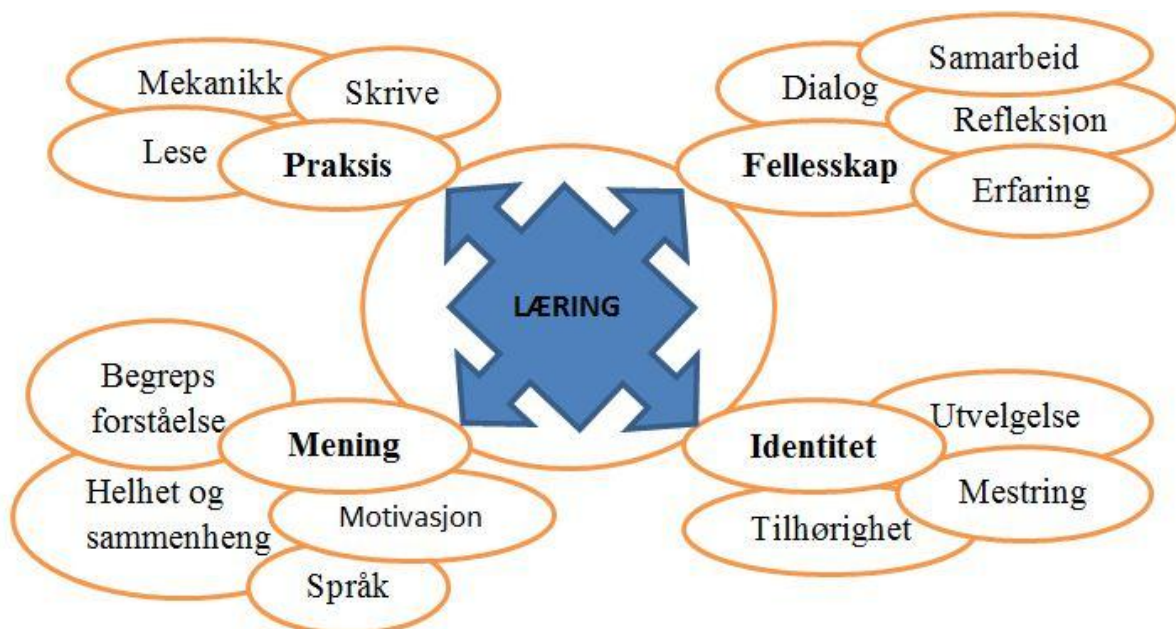 Mekanikk
Skrive
Lese
Praksis
Samarbeid
Dialog
Refleksjon
Fellesskap
Erfaring
LÆRING
Begreps
forståelse
Mening
Helhet og
sammenheng
Motivasjon
Språk
Utvelgelse
Identitet
Mestring
Tilhørighet